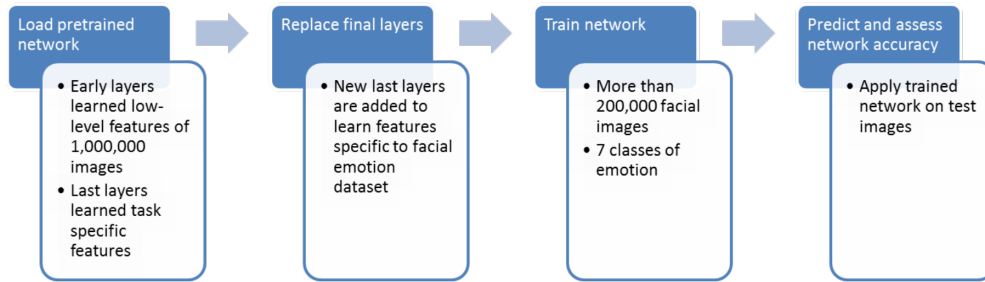 Load pretrained
network
• Early layers
learned low-
level features of
1,000,000
images
• Last layers
learned task
specific
features
Replace final layers
• New last layers
are added to
learn features
specific to facial
emotion
dataset
Train network
• More than
200,000 facial
images
• 7 classes of
emotion
Predict and assess
network accuracy
• Apply trained
network on test
images